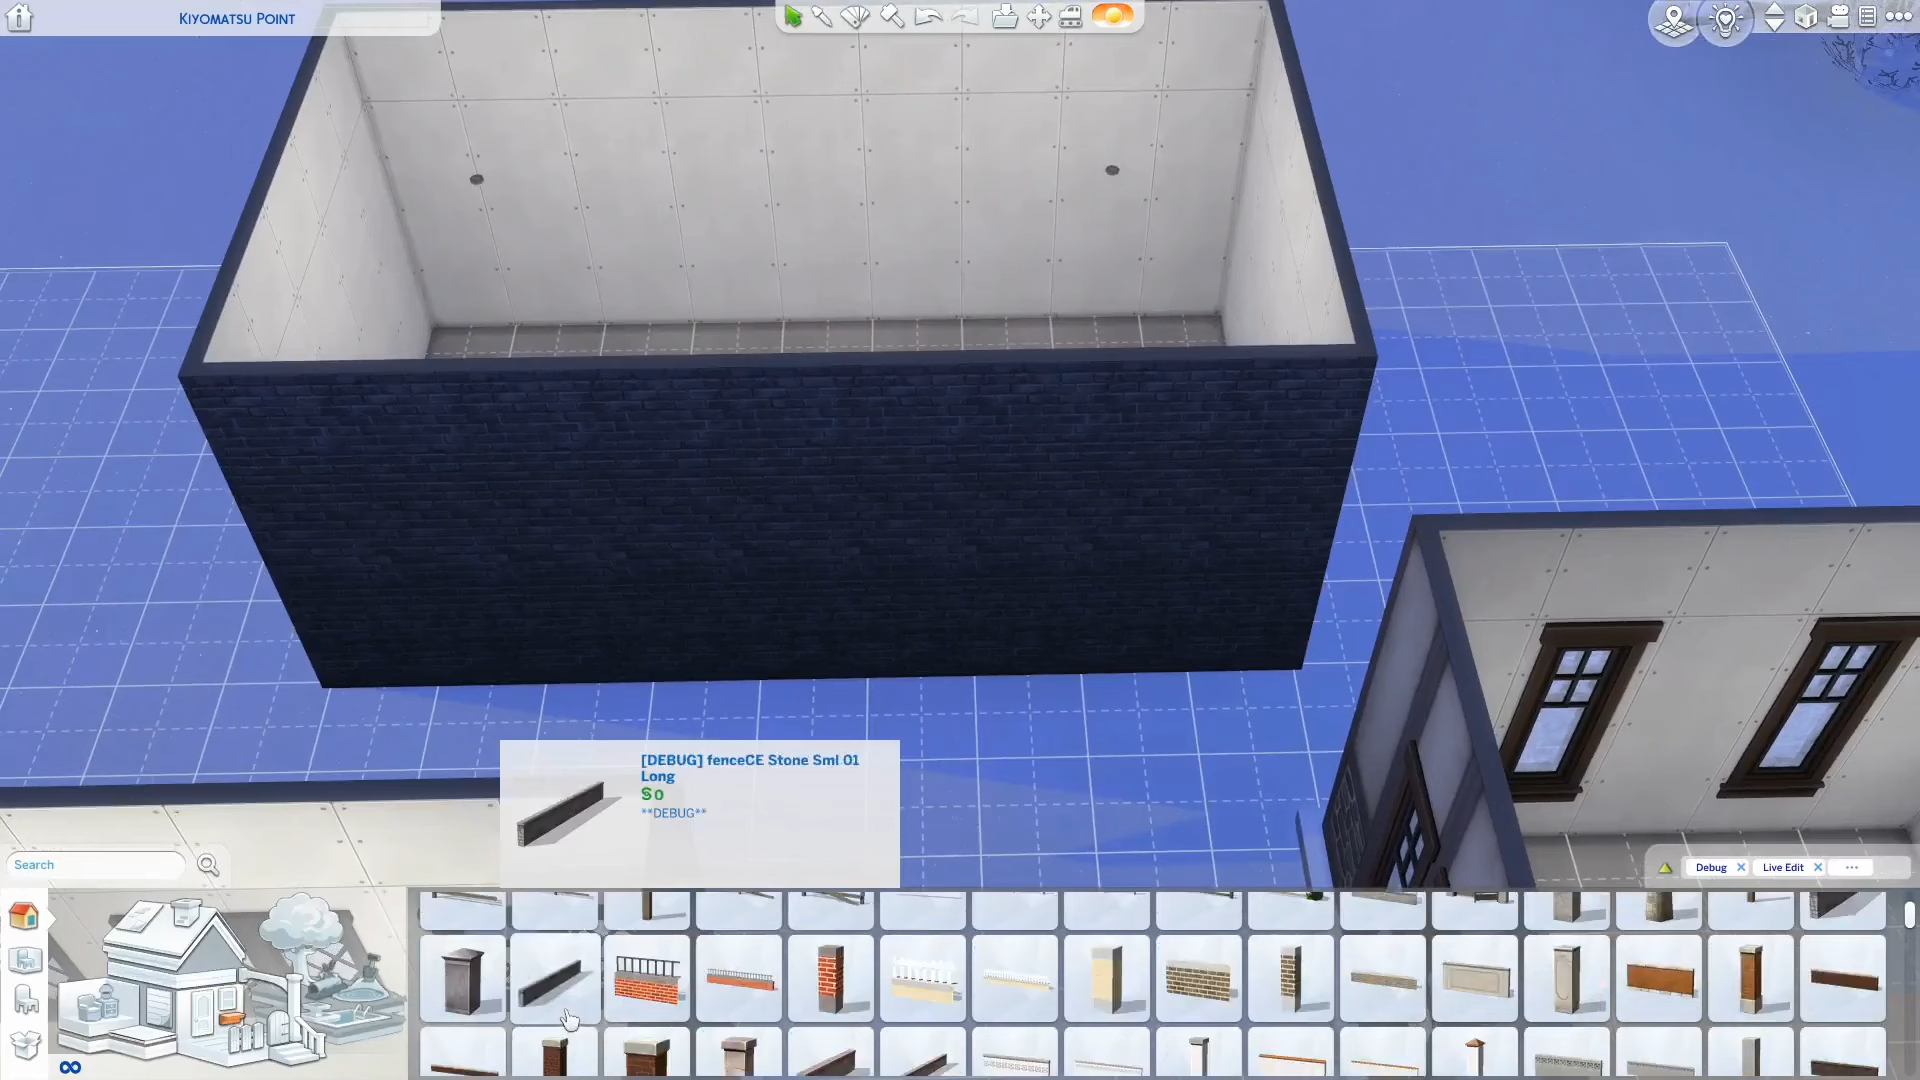 KIYOMATSU POINT
[DEBUG] fenceCE Stone Sml 01
Long
§0
**DEBUG**
Search
Debug
Live Edit